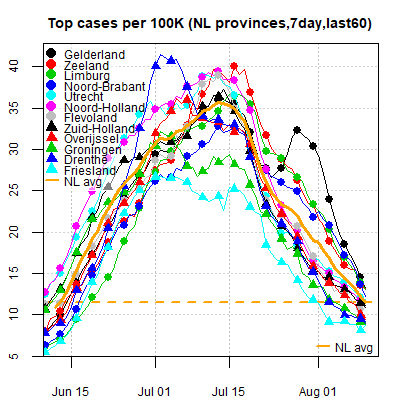 Top cases per 100K (NL provinces,7day,last60)
Gelderland
Zeeland
Limburg
Noord-Brabant
Utrecht
Noord-Holland
Flevoland
Zuid-Holland
Overijssel
Groningen
Drenthe
Friesland
NL avg
40
35
30
25
20
15
10
5
NL avg
Jun 15
Jul 01
Jul 15
Aug 01